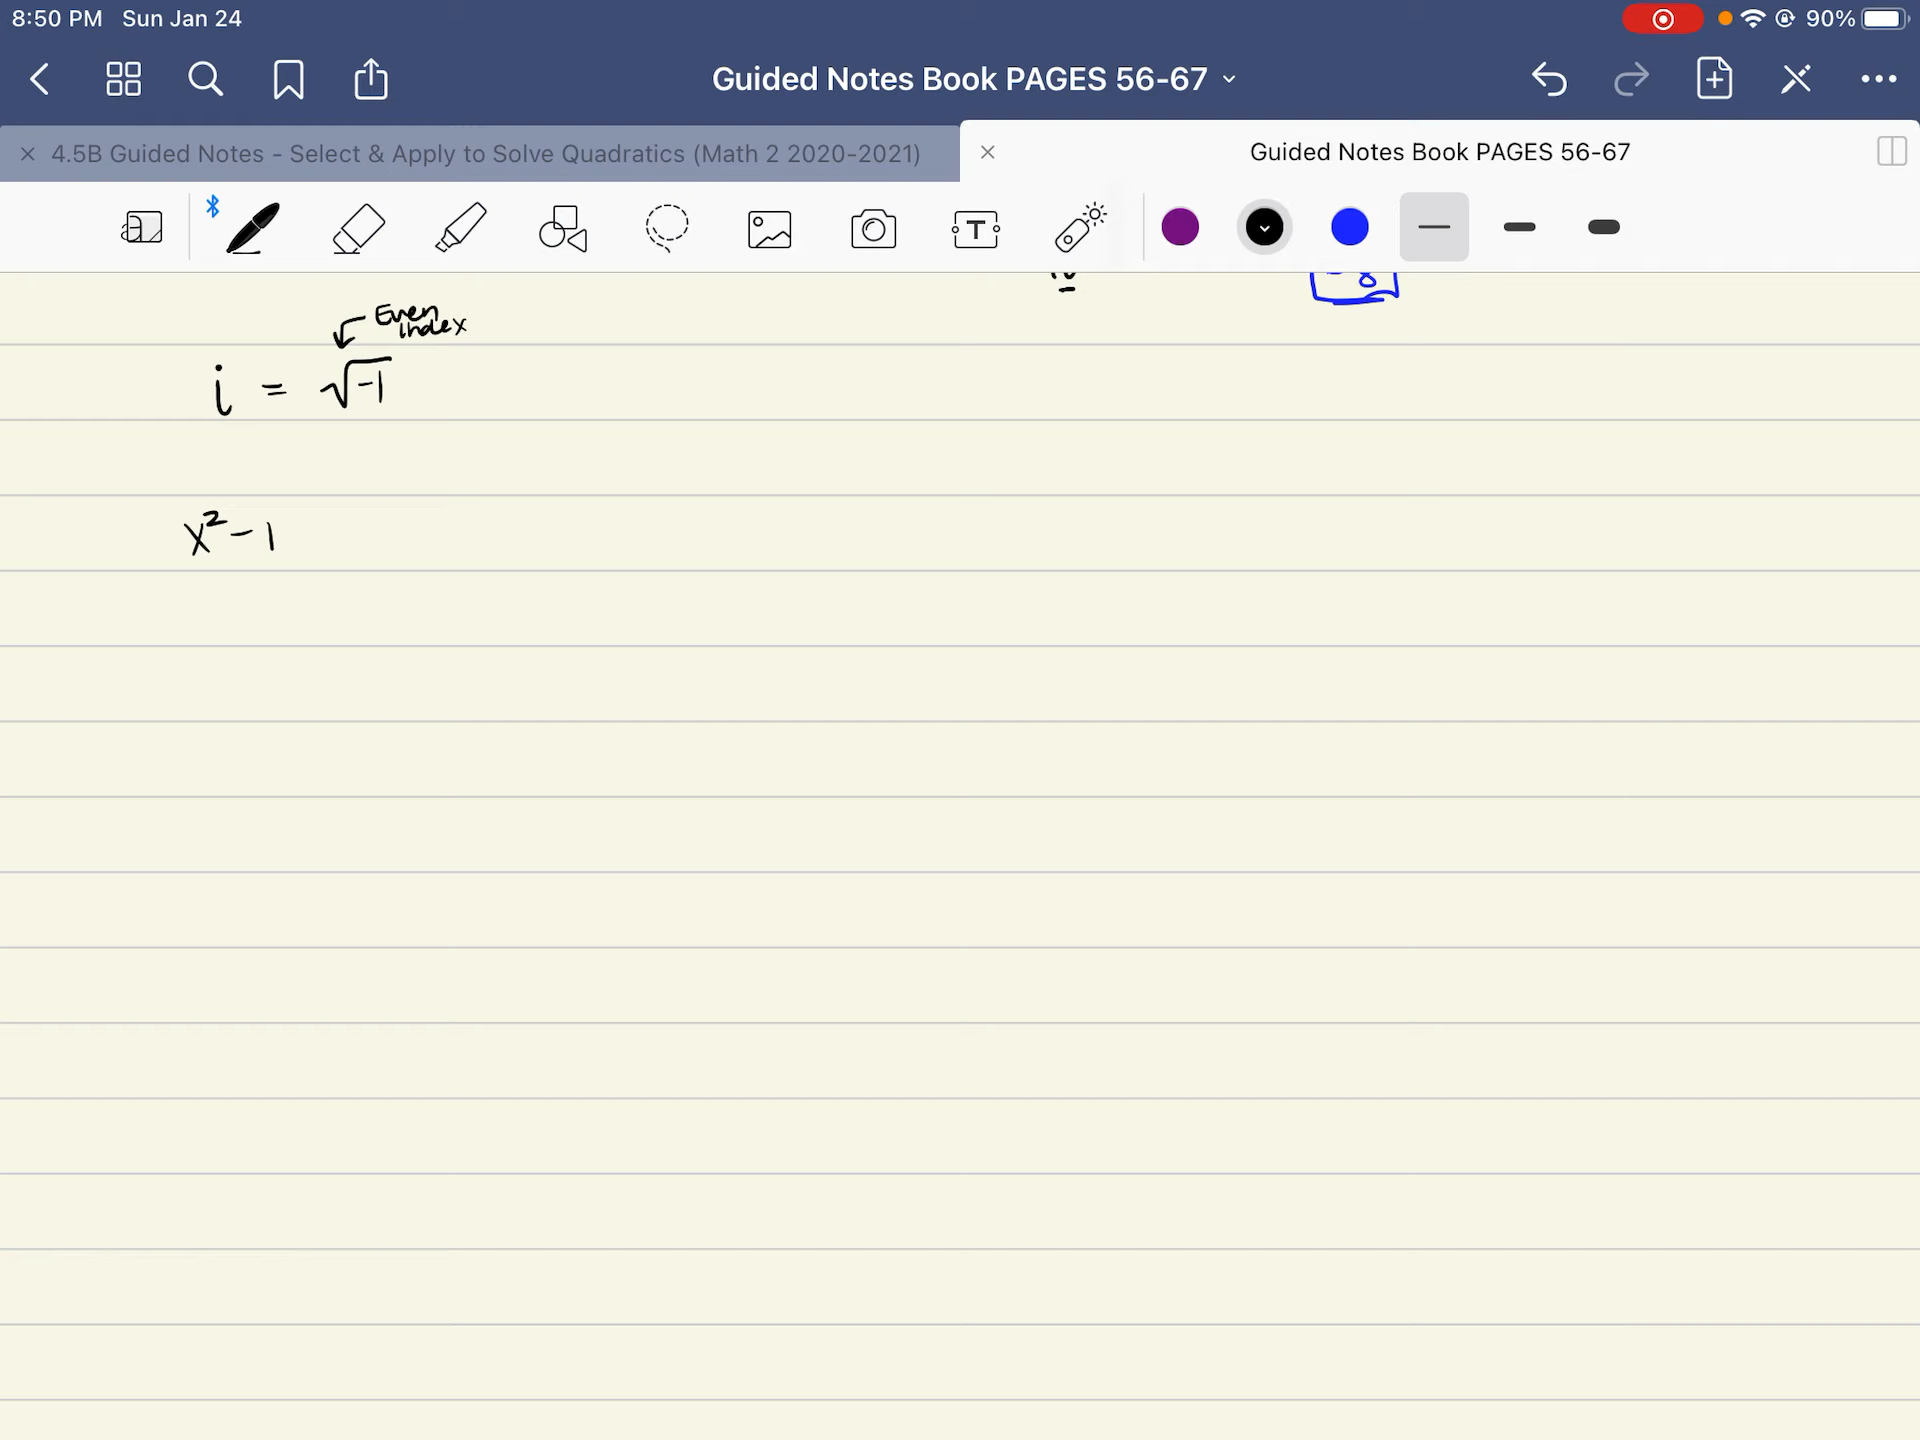 8:50 PM Sun Jan 24
90%
Guided Notes Book PAGES 56-67
4.5B Guided Notes - Select & Apply to Solve Quadratics (Math 2 2020-2021)
Guided Notes Book PAGES 56-67
T
8
Even
index
i = √-1
x² - 1